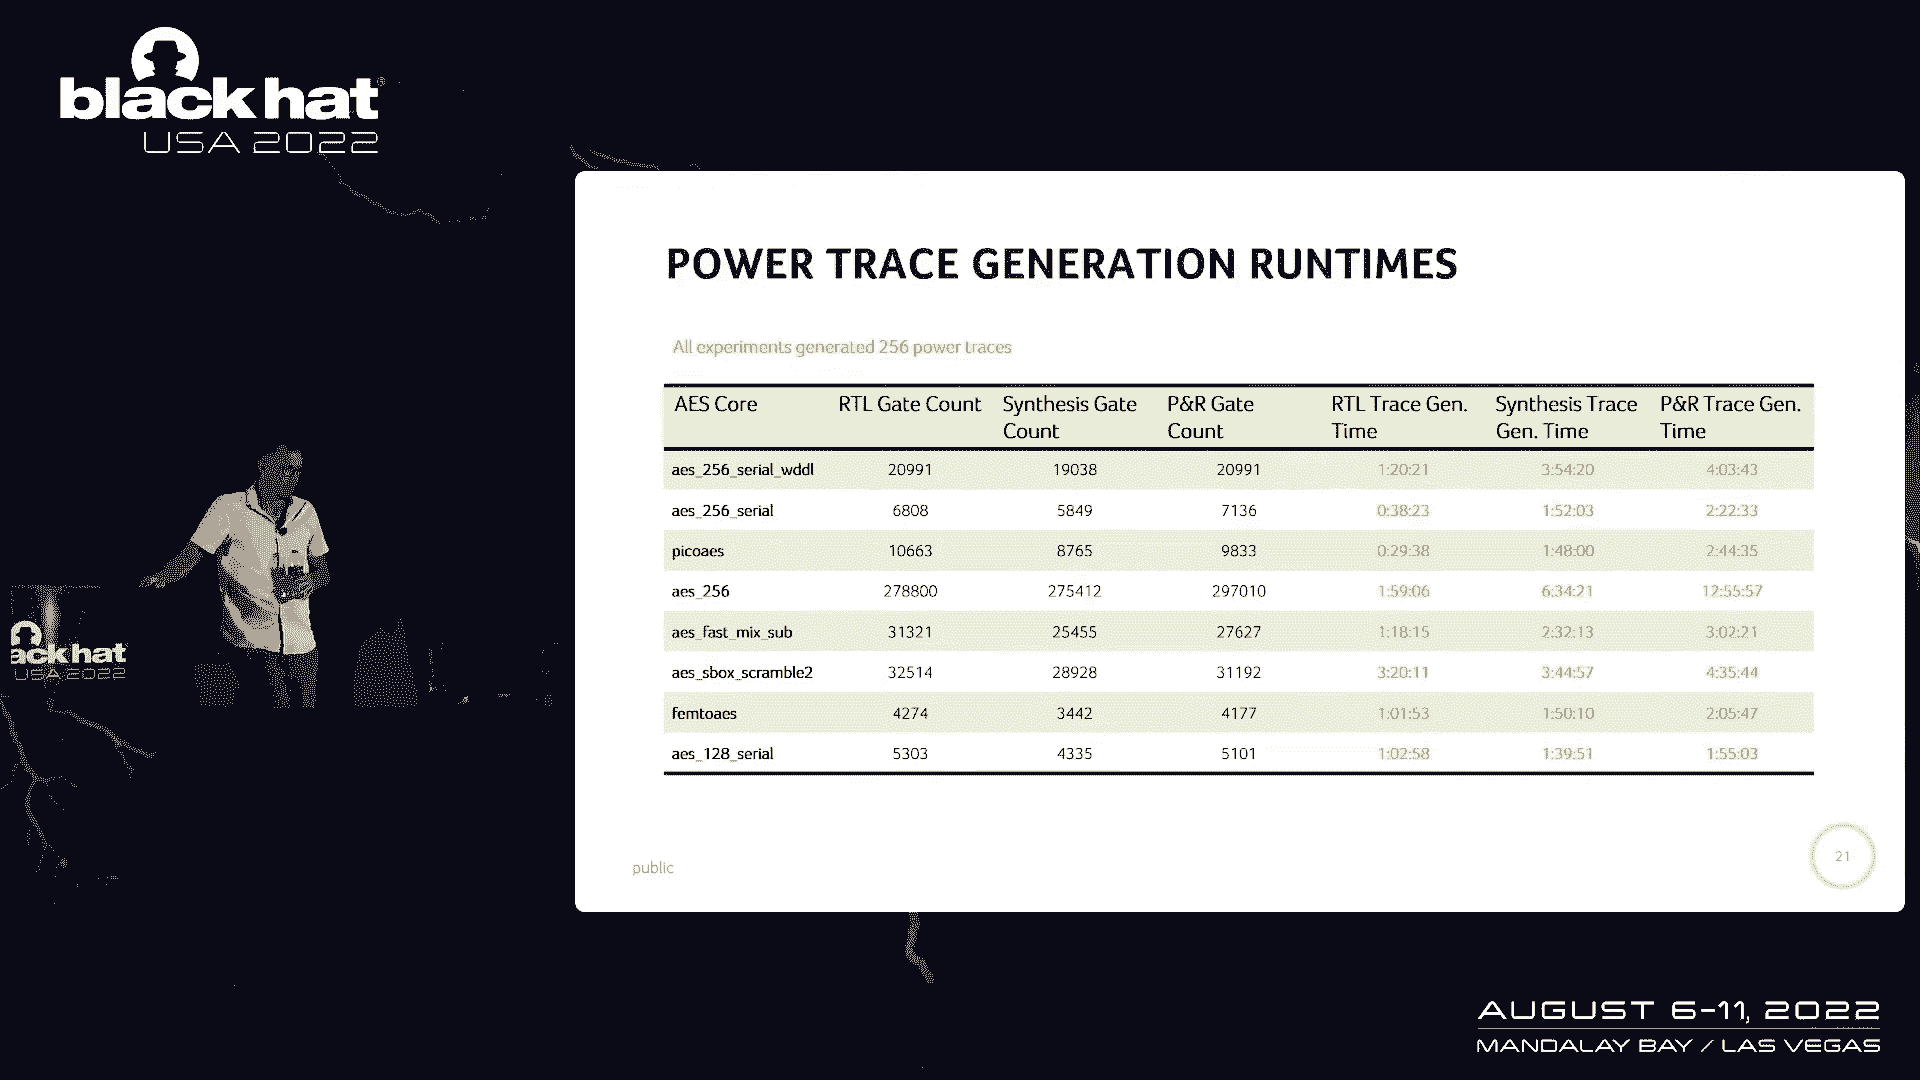 black hat
USA 2022
POWER TRACE GENERATION RUNTIMES
All experiments generated 256 power traces
AES Core RTL Gate Count Synthesis Gate Count P&R Gate Count RTL Trace Gen. Time Synthesis Trace Gen. Time P&R Trace Gen. Time
aes_256_serial_wddl 20991 19038 20991 1:20:21 3:54:20 4:03:43
aes_256_serial 6808 5849 7136 0:38:23 1:52:03 2:22:33
picoaes 10663 8765 9833 0:29:38 1:48:00 2:44:35
aes_256 278800 275412 297010 1:59:06 6:34:21 12:55:57
aes_fast_mix_sub 31321 25455 27627 1:18:15 2:32:13 3:02:21
aes_sbox_scramble2 32514 28928 31192 3:20:11 3:44:57 4:35:44
femtoaes 4274 3442 4177 1:01:53 1:50:10 2:05:47
aes_128_serial 5303 4335 5101 1:02:58 1:39:51 1:55:03
public
21
ack hat
USA 2022
AUGUST 6-11, 2022
MANDALAY BAY / LAS VEGAS